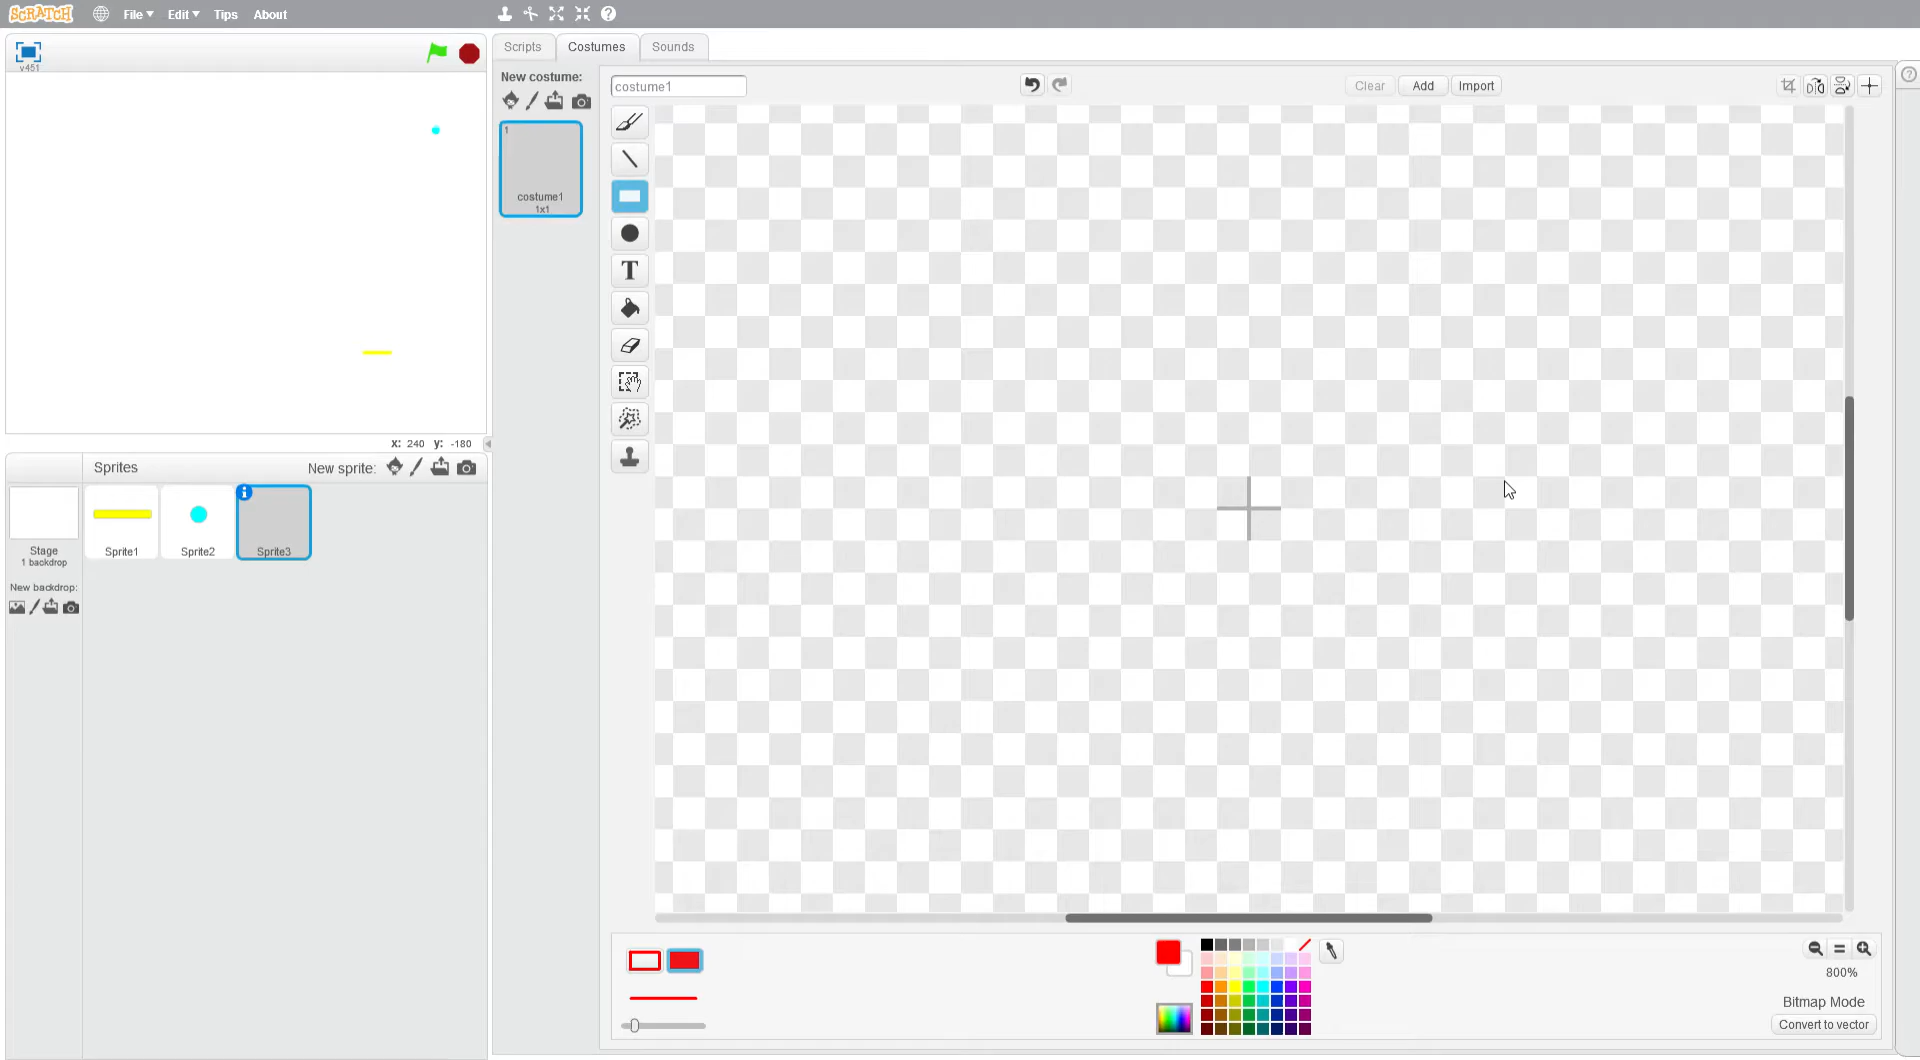 SCRATCH File Edit Tips About
v451
Scripts Costumes Sounds
New costume:
costume1
Clear Add Import
1
costume1
1x1
T
x: 240 y: -180
Sprites New sprite:
Stage
1 backdrop
New backdrop:
Sprite1 Sprite2 Sprite3
800%
Bitmap Mode
Convert to vector